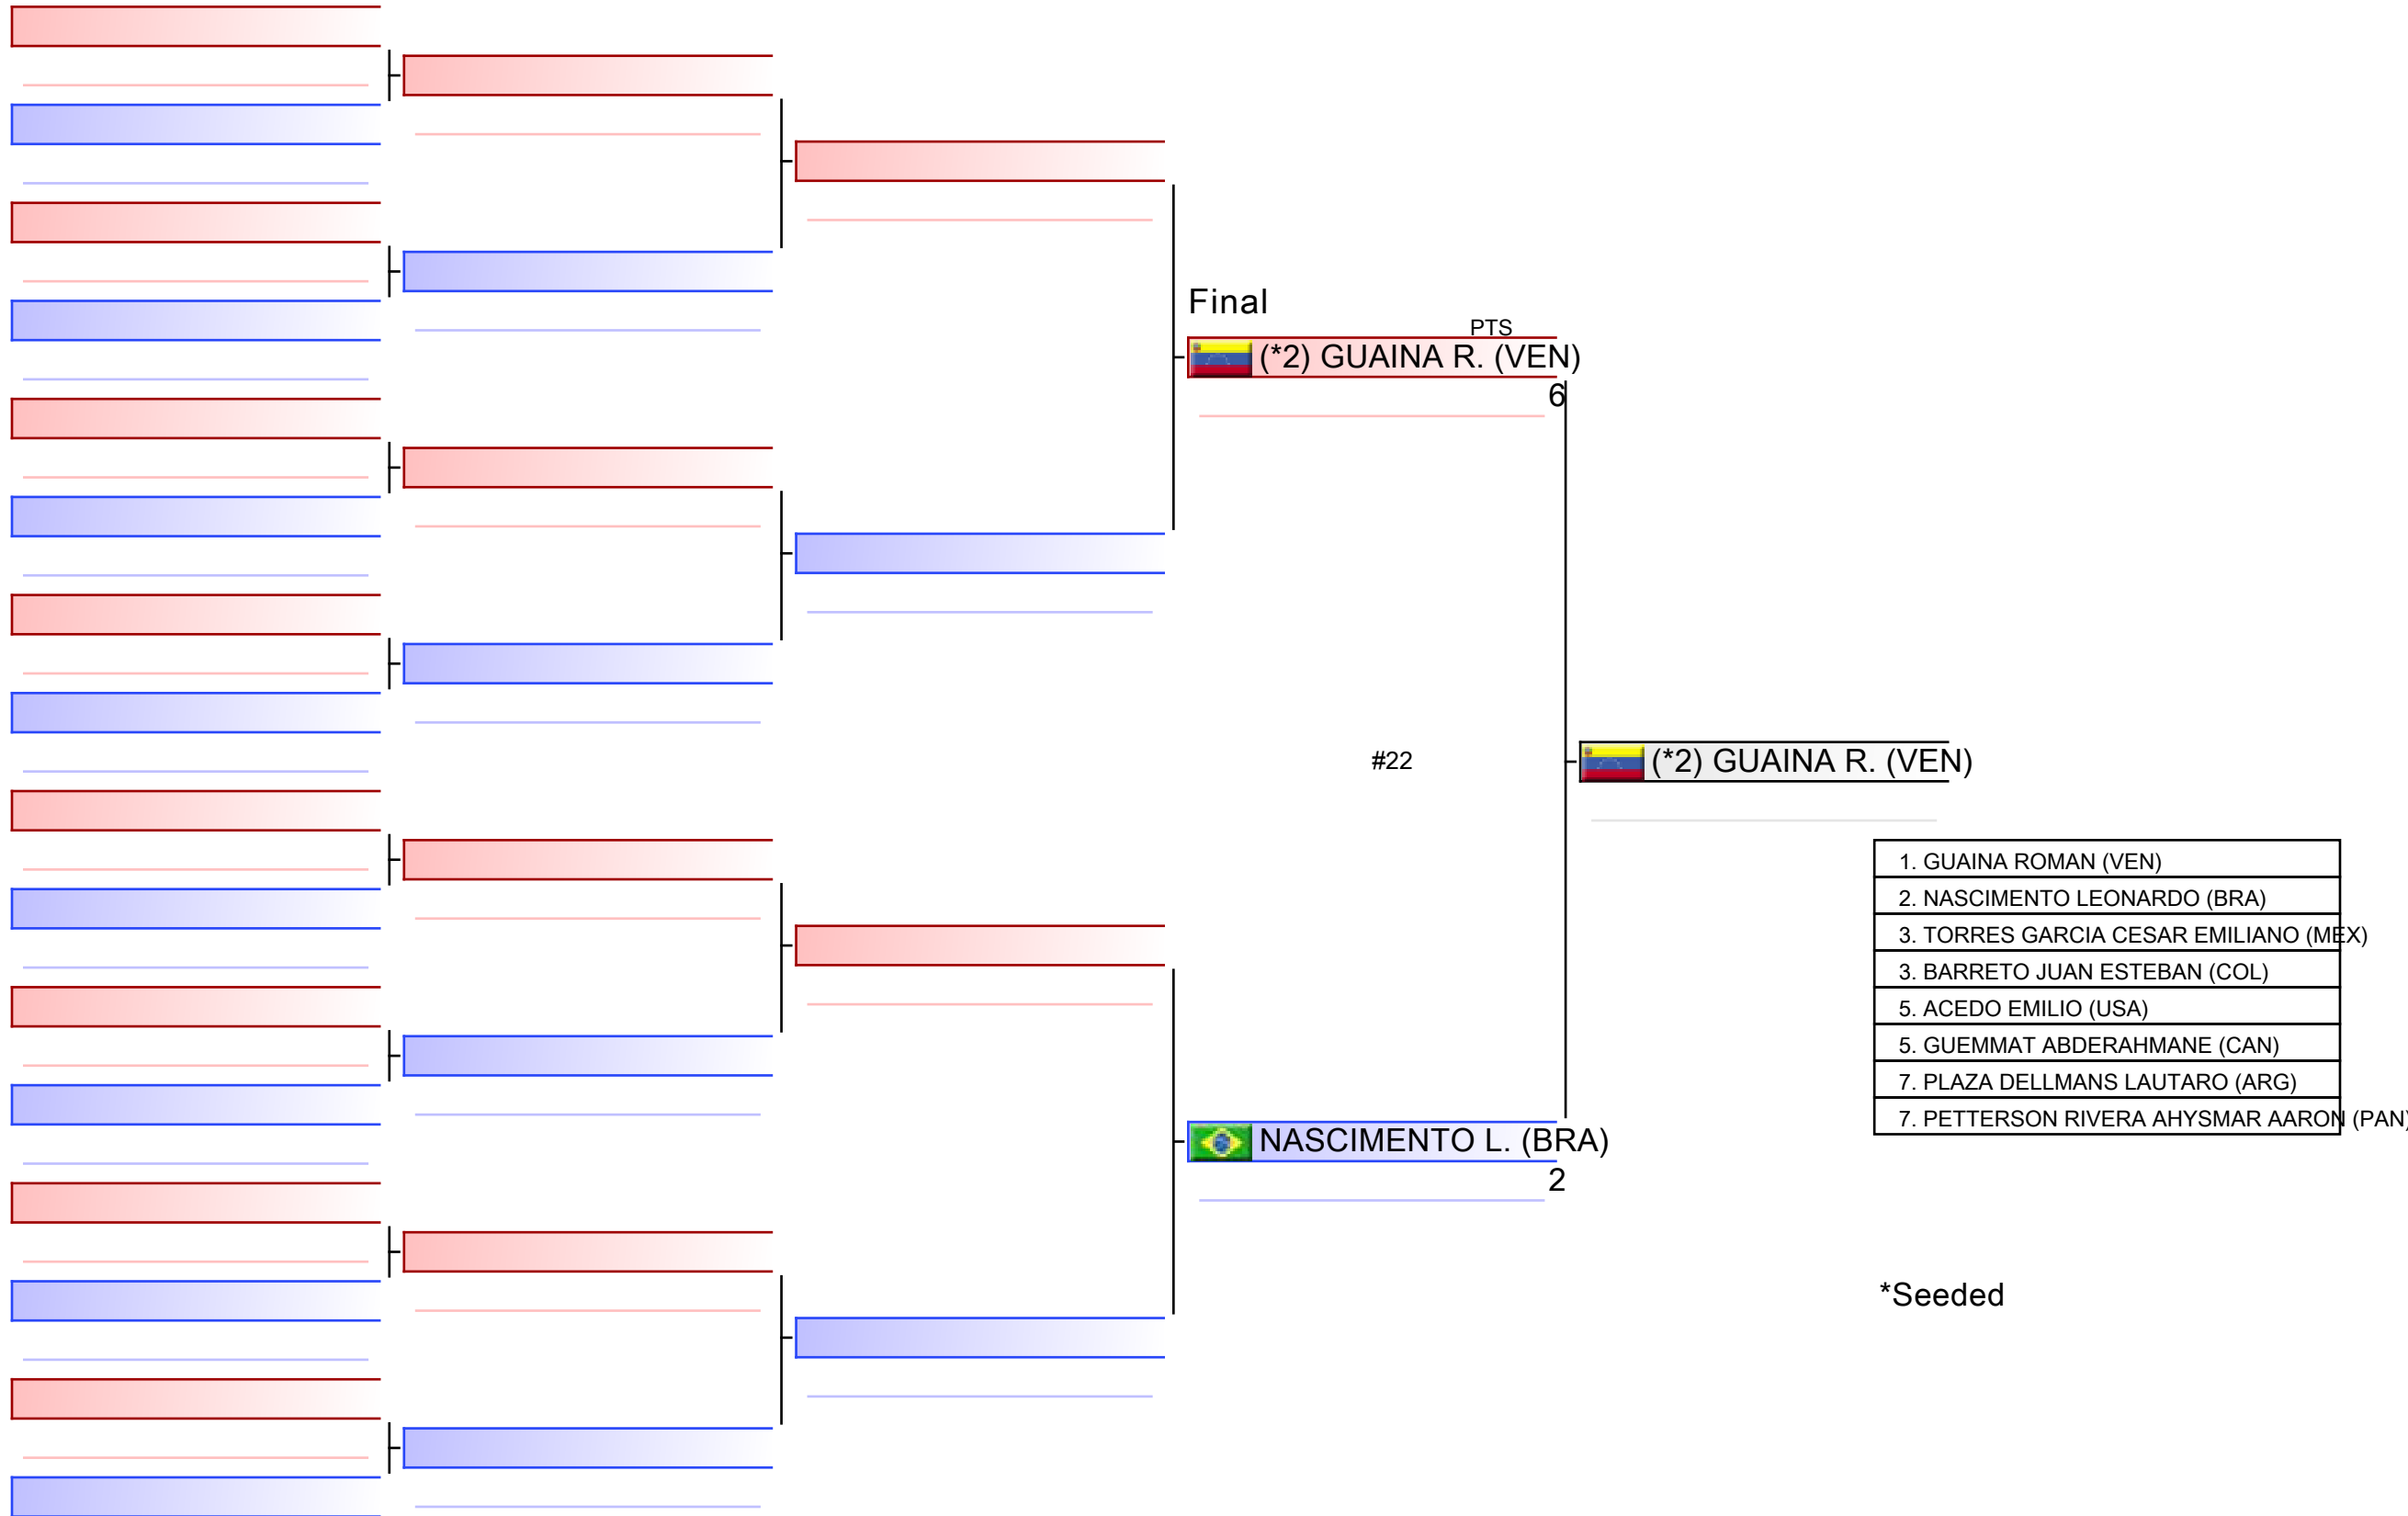 Final
PTS
(*2) GUAINA R. (VEN)
6
#22
(*2) GUAINA R. (VEN)
1. GUAINA ROMAN (VEN)
2. NASCIMENTO LEONARDO (BRA)
3. TORRES GARCIA CESAR EMILIANO (MEX)
3. BARRETO JUAN ESTEBAN (COL)
5. ACEDO EMILIO (USA)
5. GUEMMAT ABDERAHMANE (CAN)
7. PLAZA DELLMANS LAUTARO (ARG)
7. PETTERSON RIVERA AHYSMAR AARON (PAN)
NASCIMENTO L. (BRA)
2
*Seeded